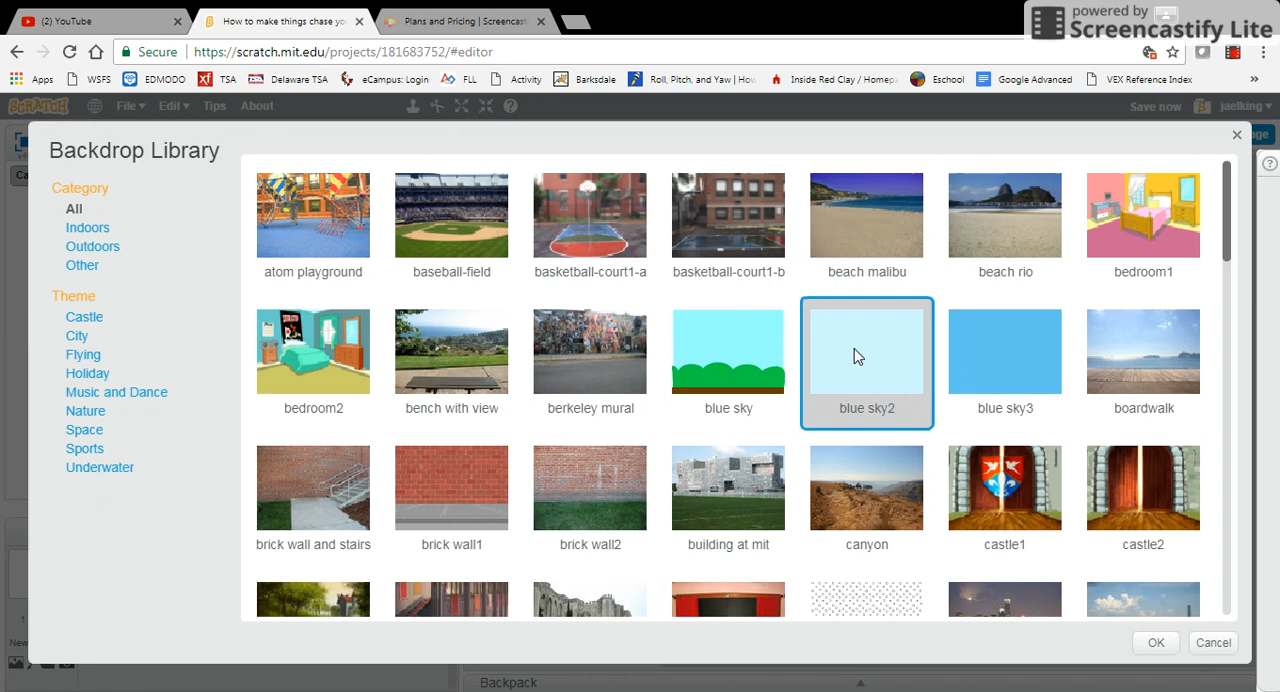 (2) YouTube
How to make things chase yo
Plans and Pricing | Screencast
powered by
Screencastify Lite
Secure
https://scratch.mit.edu/projects/181683752/#editor
Apps
WSFS
EDMODO
TSA
Delaware TSA
eCampus: Login
FLL
Activity
Barksdale
Roll, Pitch, and Yaw | How
Inside Red Clay / Homepa
Eschool
Google Advanced
VEX Reference Index
»
SCRATCH
File
Edit
Tips
About
Save now
jaelking
Backdrop Library
Category
All
Indoors
Outdoors
Other
Theme
Castle
City
Flying
Holiday
Music and Dance
Nature
Space
Sports
Underwater
atom playground
baseball-field
basketball-court1-a
basketball-court1-b
beach malibu
beach rio
bedroom1
bedroom2
bench with view
berkeley mural
blue sky
blue sky2
blue sky3
boardwalk
brick wall and stairs
brick wall1
brick wall2
building at mit
canyon
castle1
castle2
OK
Cancel
New
Backpack